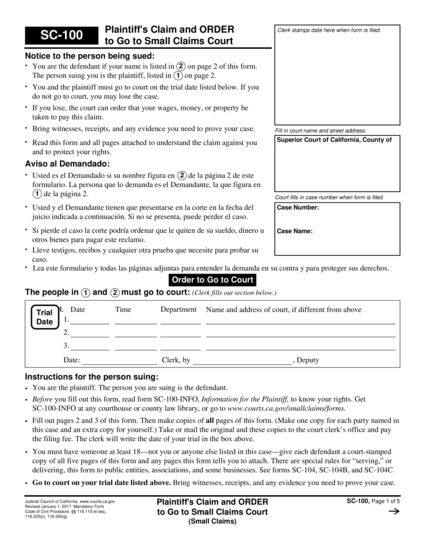 SC-100
Plaintiff's Claim and ORDER
to Go to Small Claims Court
Clerk stamps date here when form is filed.
Notice to the person being sued:
• You are the defendant if your name is listed in ② on page 2 of this form.
The person suing you is the plaintiff, listed in ① on page 2.
• You and the plaintiff must go to court on the trial date listed below. If you
do not go to court, you may lose the case.
• If you lose, the court can order that your wages, money, or property be
taken to pay this claim.
• Bring witnesses, receipts, and any evidence you need to prove your case.
• Read this form and all pages attached to understand the claim against you
and to protect your rights.
Aviso al Demandado:
• Usted es el Demandado si su nombre figura en ② de la página 2 de este
formulario. La persona que lo demanda es el Demandante, la que figura en
① de la página 2.
• Usted y el Demandante tienen que presentarse en la corte en la fecha del
juicio indicada a continuación. Si no se presenta, puede perder el caso.
• Si pierde el caso la corte podría ordenar que le quiten de su sueldo, dinero u
otros bienes para pagar este reclamo.
• Lleve testigos, recibos y cualquier otra prueba que necesite para probar su
caso.
• Lea este formulario y todas las páginas adjuntas para entender la demanda en su contra y para proteger sus derechos.
Fill in court name and street address:
Superior Court of California, County of
Court fills in case number when form is filed.
Case Number:
Case Name:
Order to Go to Court
The people in ① and ② must go to court: (Clerk fills out section below.)
Trial
Date
Date Time Department Name and address of court, if different from above
1.
2.
3.
Date: Clerk, by , Deputy
Instructions for the person suing:
• You are the plaintiff. The person you are suing is the defendant.
• Before you fill out this form, read form SC-100-INFO, Information for the Plaintiff, to know your rights. Get
SC-100-INFO at any courthouse or county law library, or go to www.courts.ca.gov/smallclaims/forms.
• Fill out pages 2 and 3 of this form. Then make copies of all pages of this form. (Make one copy for each party named in
this case and an extra copy for yourself.) Take or mail the original and these copies to the court clerk's office and pay
the filing fee. The clerk will write the date of your trial in the box above.
• You must have someone at least 18—not you or anyone else listed in this case—give each defendant a court-stamped
copy of all five pages of this form and any pages this form tells you to attach. There are special rules for "serving," or
delivering, this form to public entities, associations, and some businesses. See forms SC-104, SC-104B, and SC-104C.
• Go to court on your trial date listed above. Bring witnesses, receipts, and any evidence you need to prove your case.
Judicial Council of California, www.courts.ca.gov
Revised January 1, 2017, Mandatory Form
Code of Civil Procedure, §§ 116.110 et seq.,
116.220(c), 116.340(g)
Plaintiff's Claim and ORDER
to Go to Small Claims Court
(Small Claims)
SC-100, Page 1 of 5
→